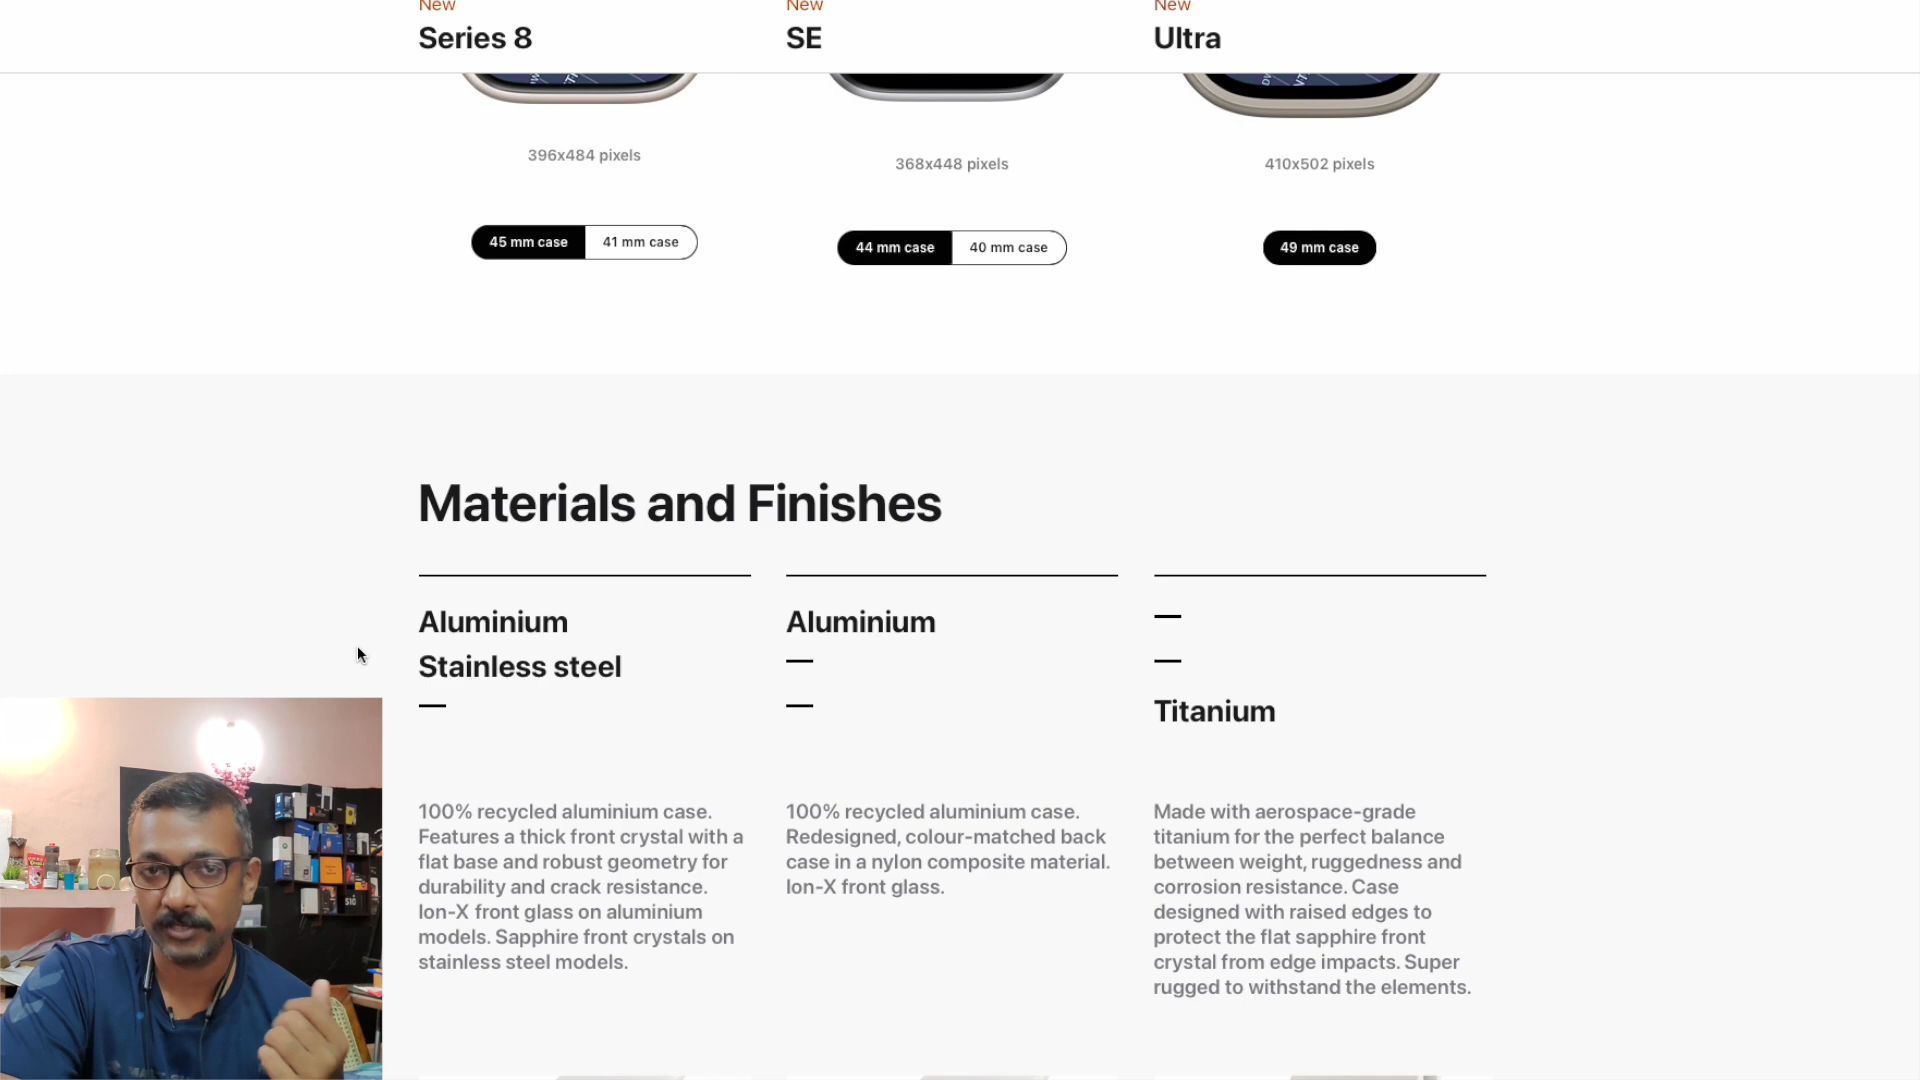 New
New
New
Series 8
SE
Ultra
396x484 pixels
368x448 pixels
410x502 pixels
45 mm case
41 mm case
44 mm case
40 mm case
49 mm case
Materials and Finishes
Aluminium
Stainless steel
—
Aluminium
—
—
—
—
Titanium
100% recycled aluminium case.
Features a thick front crystal with a
flat base and robust geometry for
durability and crack resistance.
Ion-X front glass on aluminium
models. Sapphire front crystals on
stainless steel models.
100% recycled aluminium case.
Redesigned, colour-matched back
case in a nylon composite material.
Ion-X front glass.
Made with aerospace-grade
titanium for the perfect balance
between weight, ruggedness and
corrosion resistance. Case
designed with raised edges to
protect the flat sapphire front
crystal from edge impacts. Super
rugged to withstand the elements.